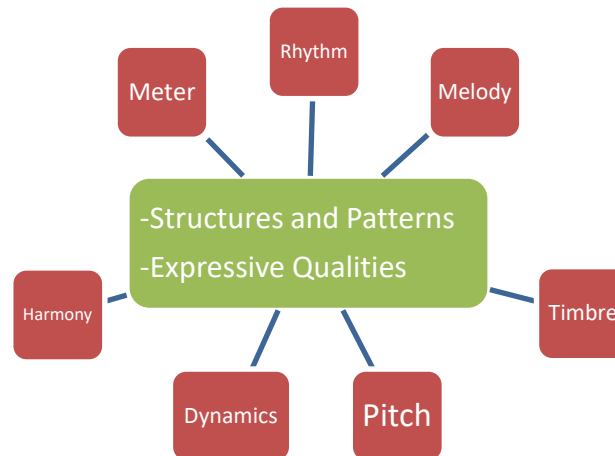 Rhythm
Meter
Melody
-Structures and Patterns
-Expressive Qualities
Harmony
Timbre
Dynamics
Pitch